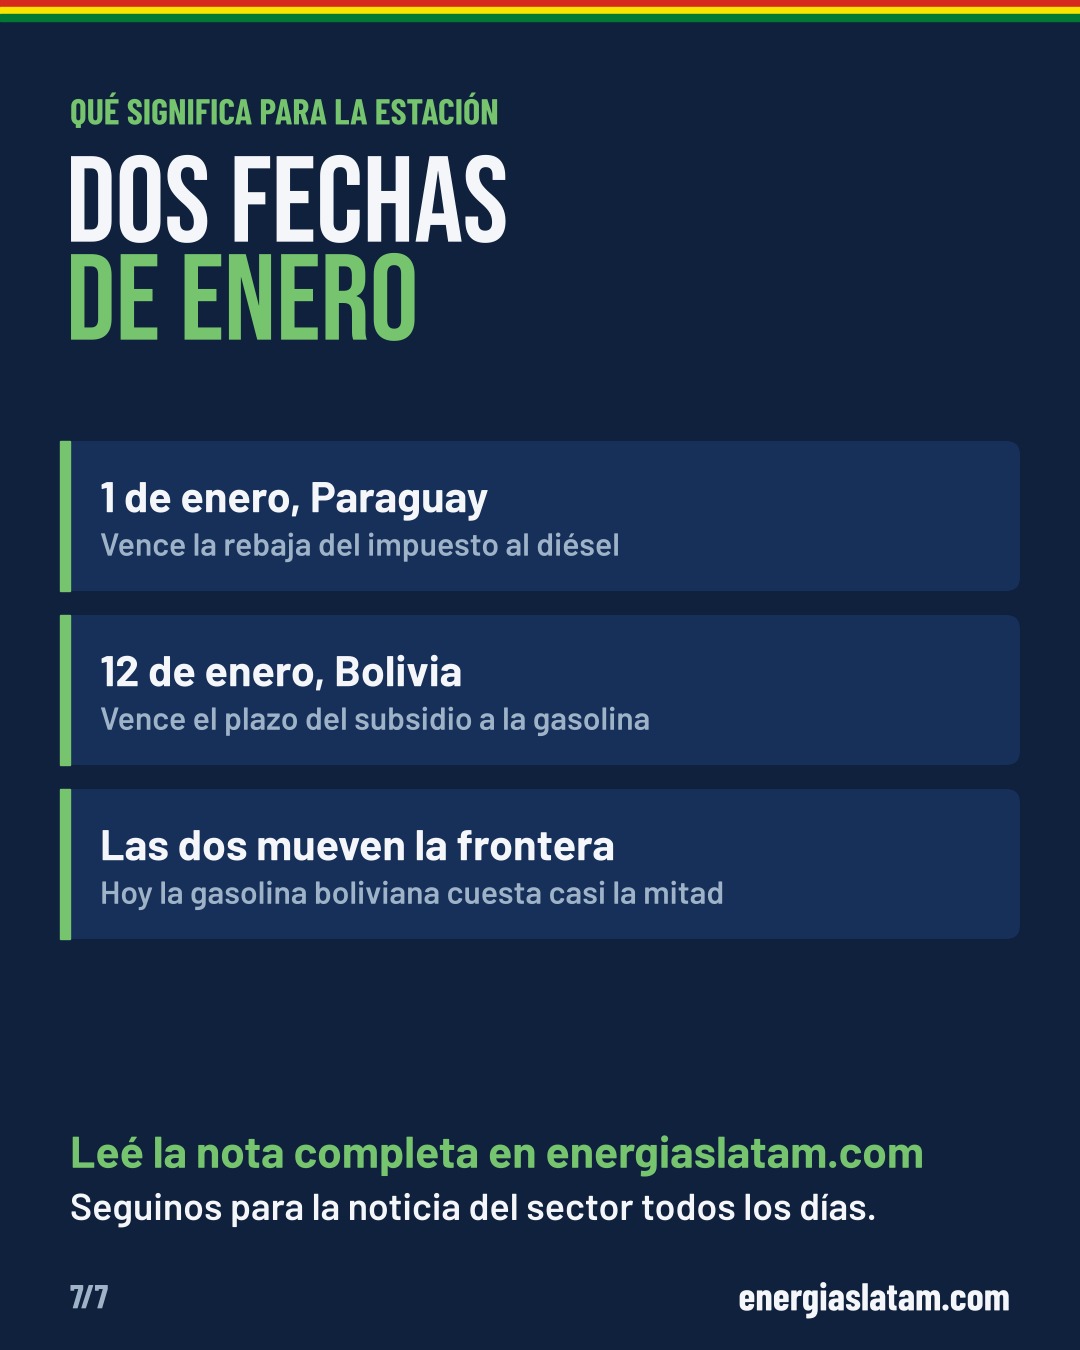 QUÉ SIGNIFICA PARA LA ESTACIÓN
DOS FECHAS
DE ENERO
1 de enero, Paraguay
Vence la rebaja del impuesto al diésel
12 de enero, Bolivia
Vence el plazo del subsidio a la gasolina
Las dos mueven la frontera
Hoy la gasolina boliviana cuesta casi la mitad
Leé la nota completa en energiaslatam.com
Seguinos para la noticia del sector todos los días.
7/7
energiaslatam.com